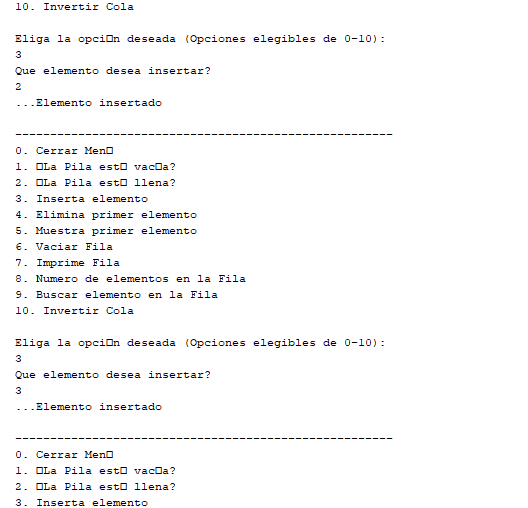 10. Invertir Cola
Eliga la opci□n deseada (Opciones elegibles de 0-10):
3
Que elemento desea insertar?
2
...Elemento insertado
------------------------------------------------------
0. Cerrar Men□
1. □La Pila est□ vac□a?
2. □La Pila est□ llena?
3. Inserta elemento
4. Elimina primer elemento
5. Muestra primer elemento
6. Vaciar Fila
7. Imprime Fila
8. Numero de elementos en la Fila
9. Buscar elemento en la Fila
10. Invertir Cola
Eliga la opci□n deseada (Opciones elegibles de 0-10):
3
Que elemento desea insertar?
3
...Elemento insertado
------------------------------------------------------
0. Cerrar Men□
1. □La Pila est□ vac□a?
2. □La Pila est□ llena?
3. Inserta elemento